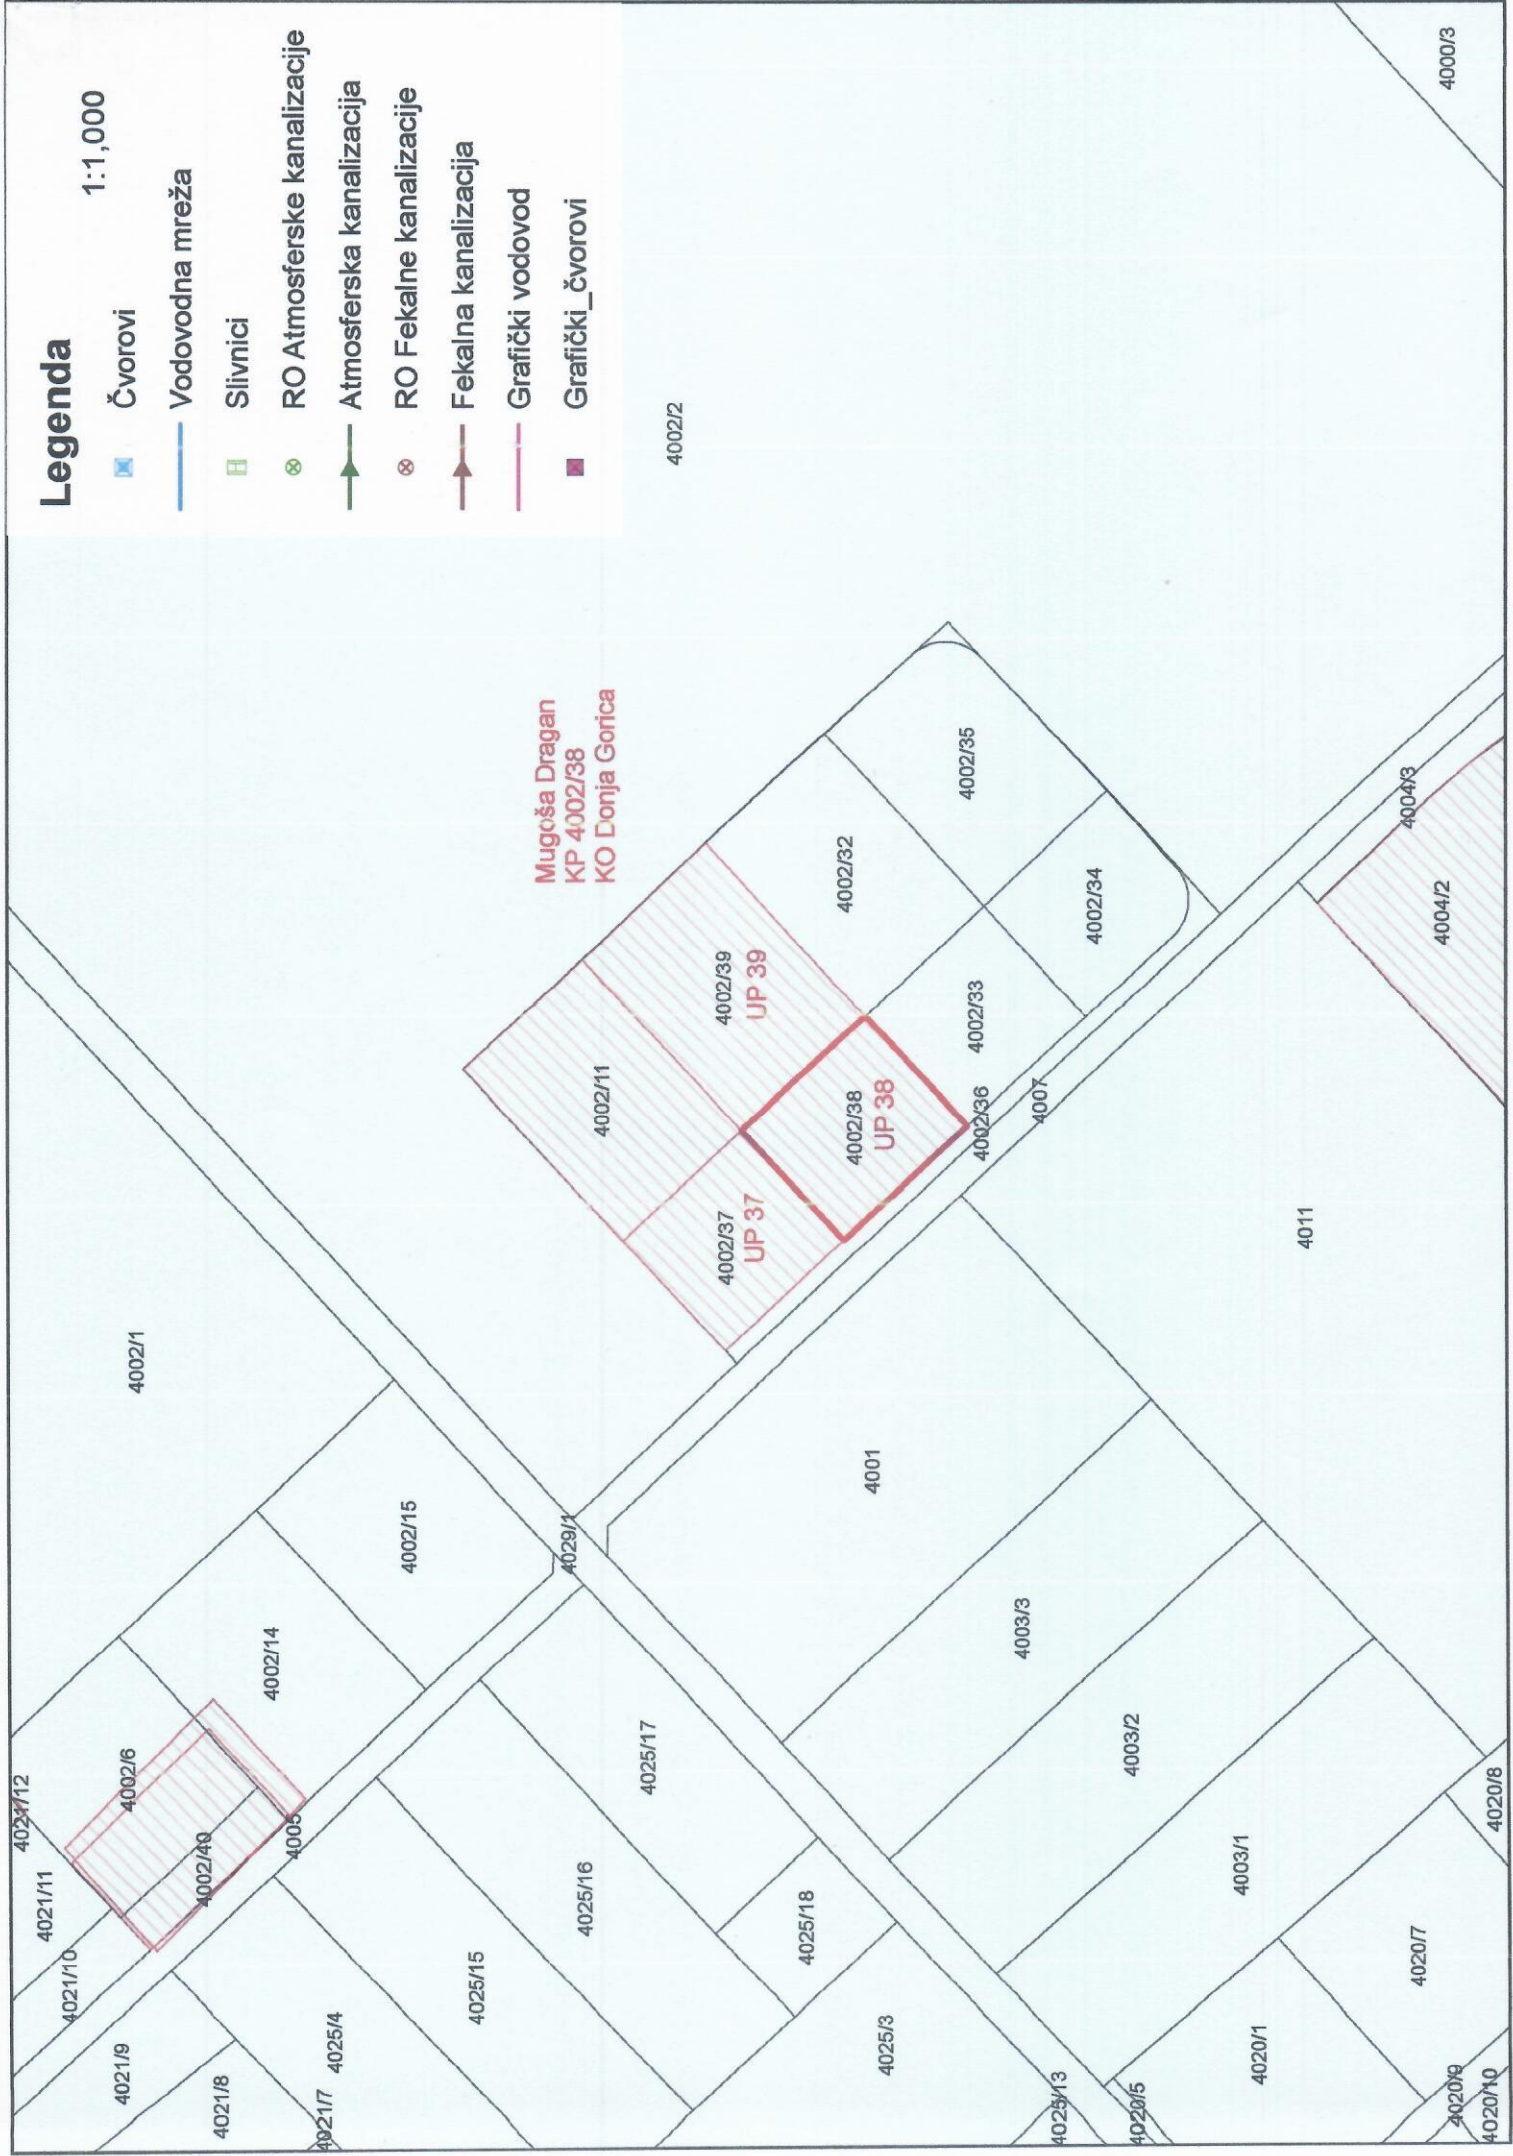 Legenda
1:1,000
Čvorovi
Vodovodna mreža
Slivnici
RO Atmosferske kanalizacije
Atmosferska kanalizacija
RO Fekalne kanalizacije
Fekalna kanalizacija
Grafički vodovod
Grafički_čvorovi
Mugoša Dragan
KP 4002/38
KO Donja Gorica
4021/12
4021/11
4021/10
4021/9
4021/8
4021/7
4002/6
4002/40
4005
4002/14
4002/15
4002/1
4029/1
4025/4
4025/15
4025/16
4025/17
4025/18
4025/3
4025/13
4002/11
4002/37
UP 37
4002/39
UP 39
4002/38
UP 38
4002/32
4002/33
4002/34
4002/35
4002/36
4007
4002/2
4000/3
4004/3
4004/2
4011
4001
4003/3
4003/2
4003/1
4020/8
4020/7
4020/1
4020/5
4020/9
4020/10